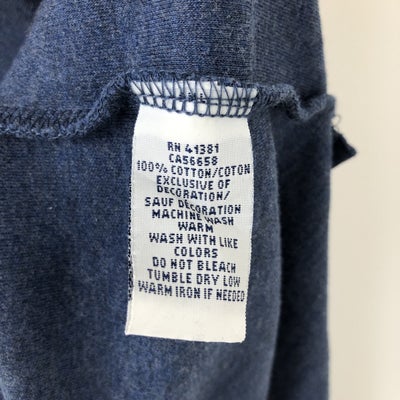 RN 41381
CA56658
100% COTTON/COTON
EXCLUSIVE OF
DECORATION/
SAUF DÉCORATION
MACHINE WASH
WARM
WASH WITH LIKE
COLORS
DO NOT BLEACH
TUMBLE DRY LOW
WARM IRON IF NEEDED